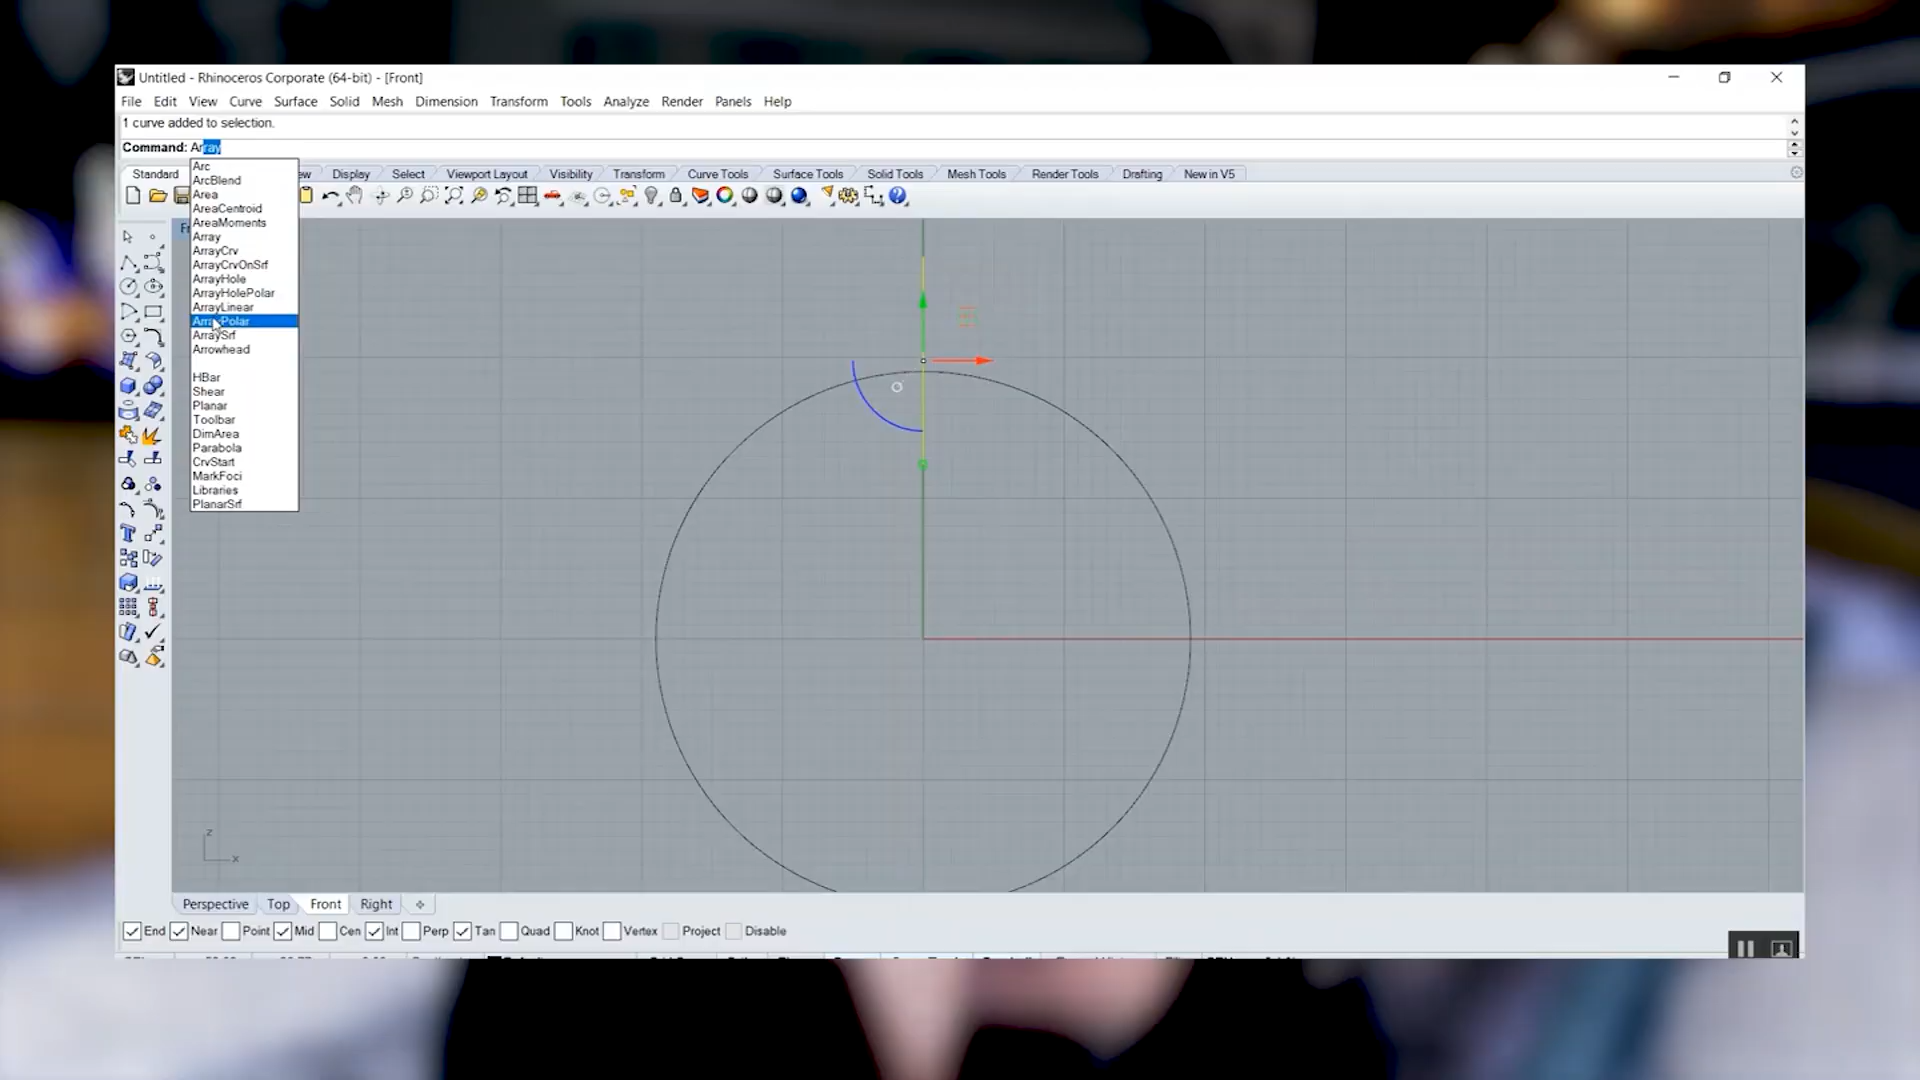 Untitled - Rhinoceros Corporate (64-bit) - [Front]
File Edit View Curve Surface Solid Mesh Dimension Transform Tools Analyze Render Panels Help
1 curve added to selection.
Command: Array
Standard Display Select Viewport Layout Visibility Transform Curve Tools Surface Tools Solid Tools Mesh Tools Render Tools Drafting New in V5
Arc
ArcBlend
Area
AreaCentroid
AreaMoments
Array
ArrayCrv
ArrayCrvOnSrf
ArrayHole
ArrayHolePolar
ArrayLinear
ArrayPolar
ArraySrf
Arrowhead
HBar
Shear
Planar
Toolbar
DimArea
Parabola
CrvStart
MarkFoci
Libraries
PlanarSrf
z
x
Perspective Top Front Right
End Near Point Mid Cen Int Perp Tan Quad Knot Vertex Project Disable